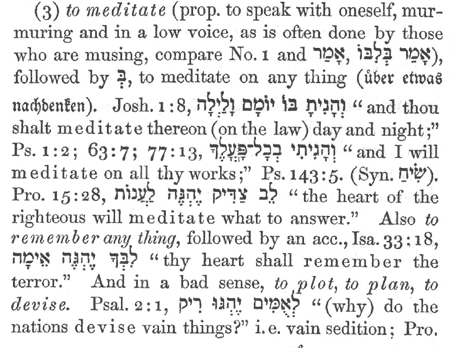 (3) to meditate (prop. to speak with oneself, mur-
muring and in a low voice, as is often done by those
who are musing, compare No. 1 and אָמַר בְּלִבּוֹ ,אָמַר),
followed by בְּ, to meditate on any thing (über etwas
nachdenken). Josh. 1:8, וְהָגִיתָ בּוֹ יוֹמָם וָלַיְלָה “and thou
shalt meditate thereon (on the law) day and night;”
Ps. 1:2; 63:7; 77:13, וְהָגִיתִי בְכָל־פָּעֳלֶךָ “and I will
meditate on all thy works;” Ps. 143:5. (Syn. שִׂיחַ).
Pro. 15:28, לֵב צַדִּיק יֶהְגֶּה לַעֲנוֹת “the heart of the
righteous will meditate what to answer.” Also to
remember any thing, followed by an acc., Isa. 33:18,
לִבְּךָ יֶהְגֶּה אֵימָה “thy heart shall remember the
terror.” And in a bad sense, to plot, to plan, to
devise. Psal. 2:1, לְאֻמִּים יֶהְגּוּ רִיק “(why) do the
nations devise vain things?” i.e. vain sedition; Pro.